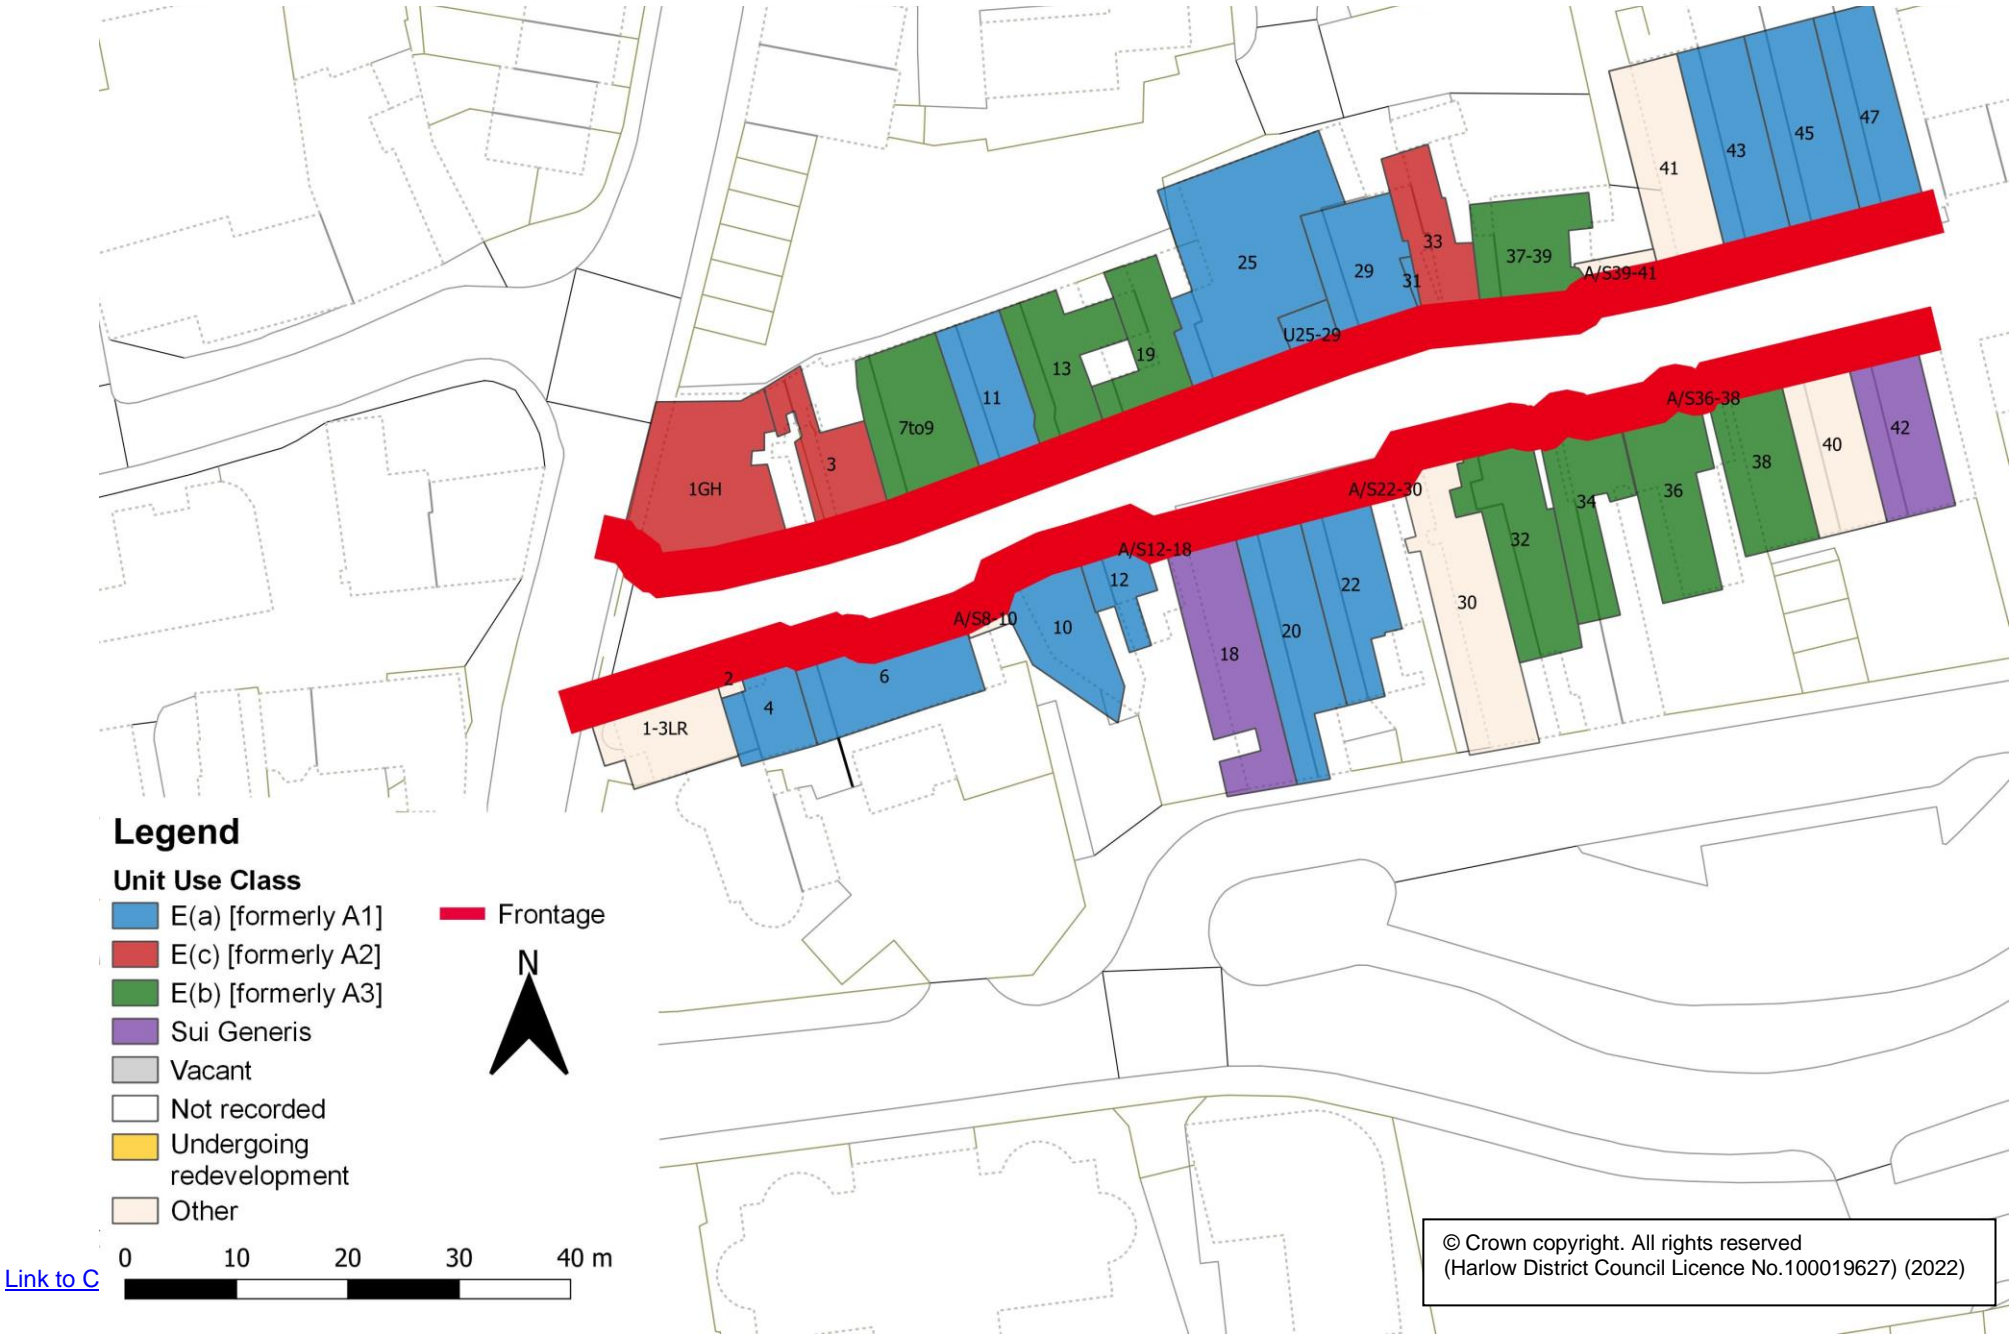 47
45
43
41
33
25
37-39
29
A/S39-41
31
U25-29
19
13
11
A/S36-38
7to9
42
40
38
3
1GH
A/S22-30
36
34
32
A/S12-18
12
22
30
A/S8-10
10
20
18
2
6
4
1-3LR
Legend
Unit Use Class
E(a) [formerly A1]
Frontage
E(c) [formerly A2]
N
E(b) [formerly A3]
Sui Generis
Vacant
Not recorded
Undergoing
redevelopment
Other
0 10 20 30 40 m
Link to C
© Crown copyright. All rights reserved
(Harlow District Council Licence No.100019627) (2022)